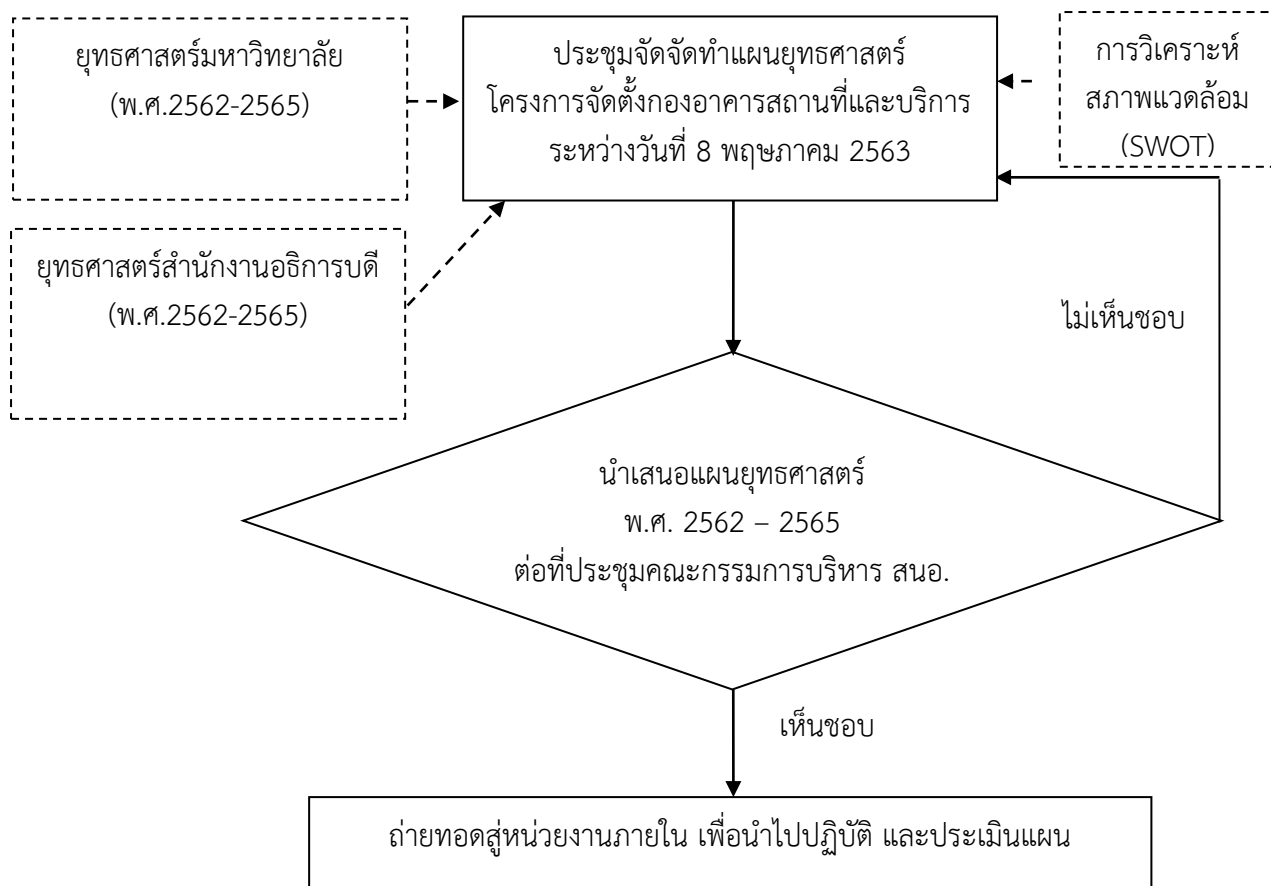 ยุทธศาสตร์มหาวิทยาลัย
(พ.ศ.2562-2565)
ประชุมจัดจัดทำแผนยุทธศาสตร์
โครงการจัดตั้งกองอาคารสถานที่และบริการ
ระหว่างวันที่ 8 พฤษภาคม 2563
การวิเคราะห์
สภาพแวดล้อม
(SWOT)
ยุทธศาสตร์สำนักงานอธิการบดี
(พ.ศ.2562-2565)
ไม่เห็นชอบ
นำเสนอแผนยุทธศาสตร์
พ.ศ. 2562 – 2565
ต่อที่ประชุมคณะกรรมการบริหาร สนอ.
เห็นชอบ
ถ่ายทอดสู่หน่วยงานภายใน เพื่อนำไปปฏิบัติ และประเมินแผน